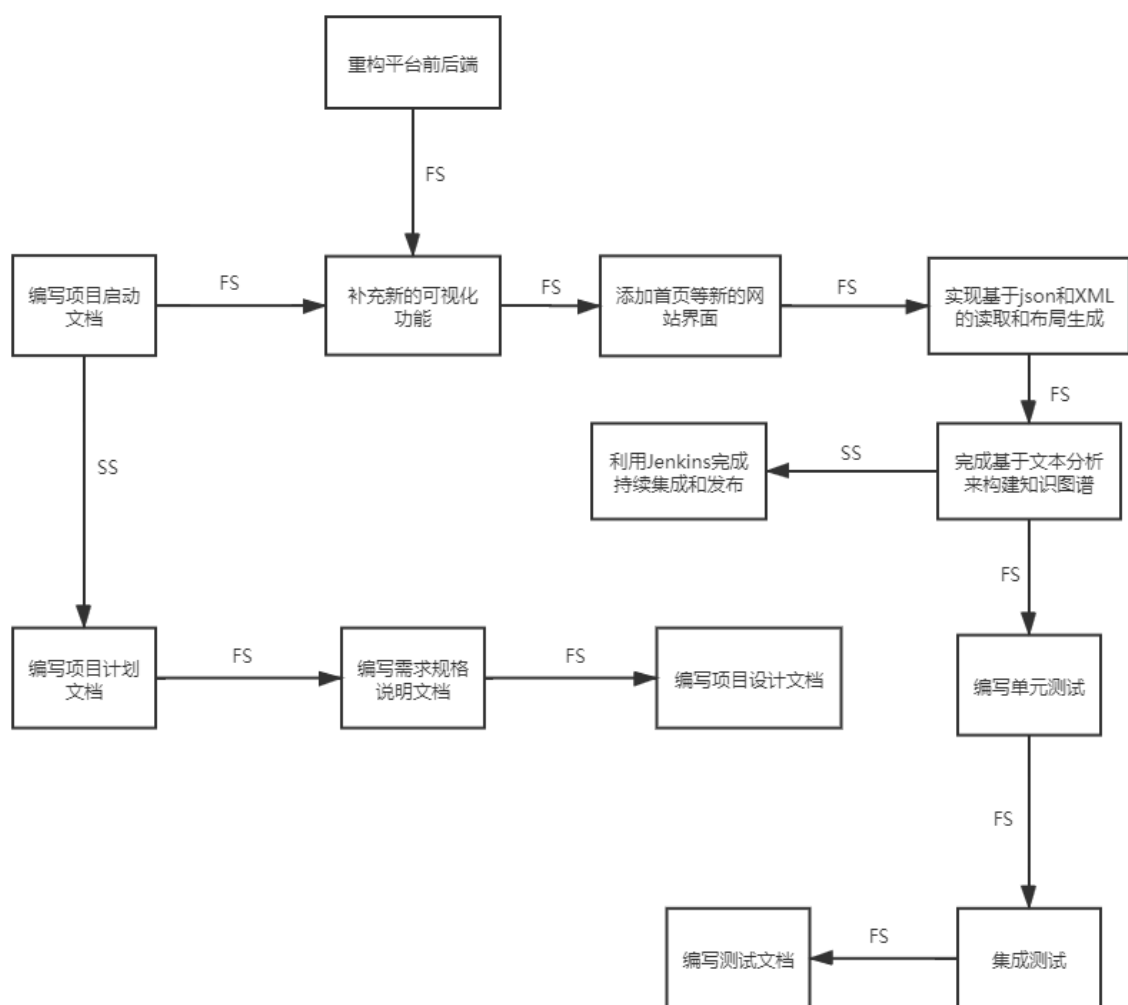 重构平台前后端
FS
编写项目启动
文档
FS
补充新的可视化
功能
FS
添加首页等新的网
站界面
FS
实现基于json和XML
的读取和布局生成
FS
SS
利用Jenkins完成
持续集成和发布
SS
完成基于文本分析
来构建知识图谱
FS
编写项目计划
文档
FS
编写需求规格
说明文档
FS
编写项目设计文档
编写单元测试
FS
编写测试文档
FS
集成测试